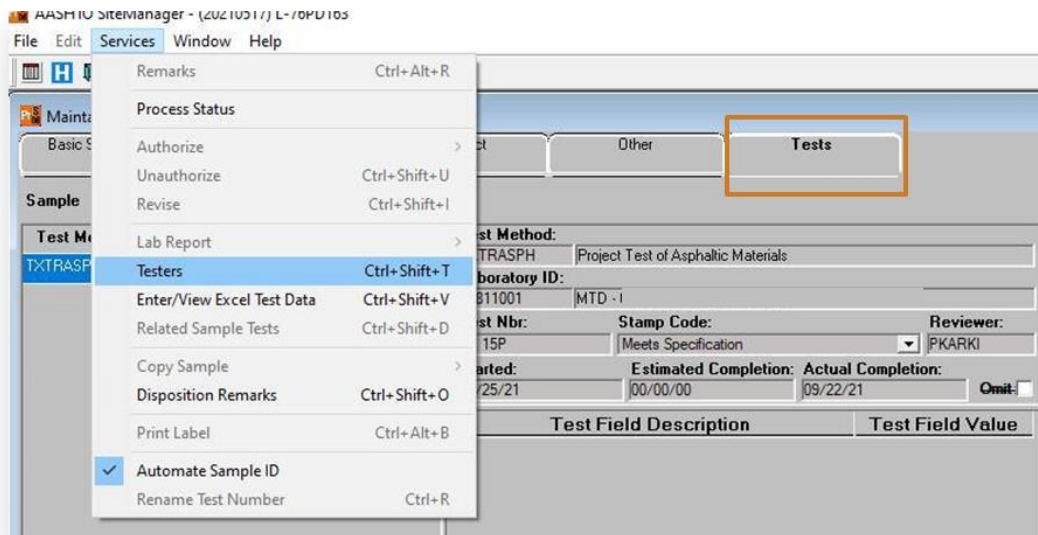 AASHTO SiteManager - (20210517) L-76PD163
File Edit Services Window Help
H
Remarks Ctrl+Alt+R
Process Status
Mainta
Basic S
ct
Other
Tests
Authorize
Unauthorize Ctrl+Shift+U
Revise Ctrl+Shift+I
Sample
Lab Report
Testers Ctrl+Shift+T
Enter/View Excel Test Data Ctrl+Shift+V
Related Sample Tests Ctrl+Shift+D
Copy Sample
Disposition Remarks Ctrl+Shift+O
Print Label Ctrl+Alt+B
Automate Sample ID
Rename Test Number Ctrl+R
Test Me
TXTRASP
st Method:
TRASPH Project Test of Asphaltic Materials
boratory ID:
311001 MTD -
st Nbr: Stamp Code: Reviewer:
15P Meets Specification PKARKI
arted: Estimated Completion: Actual Completion:
/25/21 00/00/00 09/22/21 Omit
Test Field Description Test Field Value